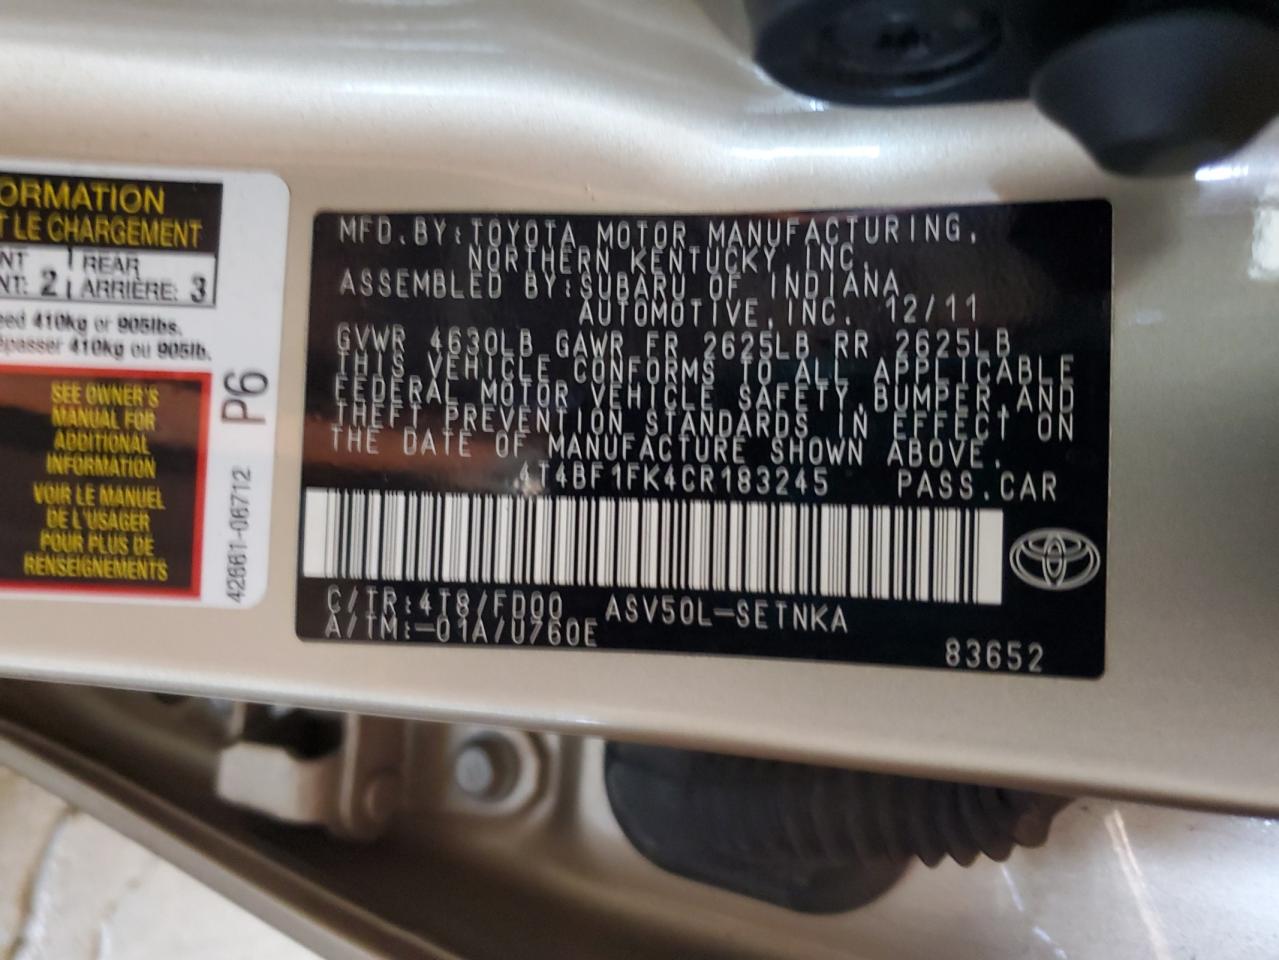 ORMATION
T LE CHARGEMENT
NT
NT: 2
REAR
ARRIÈRE: 3
eed 410kg or 905lbs.
épasser 410kg ou 905lb.
SEE OWNER'S
MANUAL FOR
ADDITIONAL
INFORMATION
VOIR LE MANUEL
DE L'USAGER
POUR PLUS DE
RENSEIGNEMENTS
P6
42661-06712
MFD.BY:TOYOTA MOTOR MANUFACTURING,
NORTHERN KENTUCKY,INC.
ASSEMBLED BY:SUBARU OF INDIANA
AUTOMOTIVE,INC. 12/11
GVWR 4630LB GAWR FR 2625LB RR 2625LB
THIS VEHICLE CONFORMS TO ALL APPLICABLE
FEDERAL MOTOR VEHICLE SAFETY,BUMPER,AND
THEFT PREVENTION STANDARDS IN EFFECT ON
THE DATE OF MANUFACTURE SHOWN ABOVE.
4T4BF1FK4CR183245 PASS.CAR
C/TR:4T8/FD00 ASV50L-SETNKA
A/TM:-01A/U760E
83652